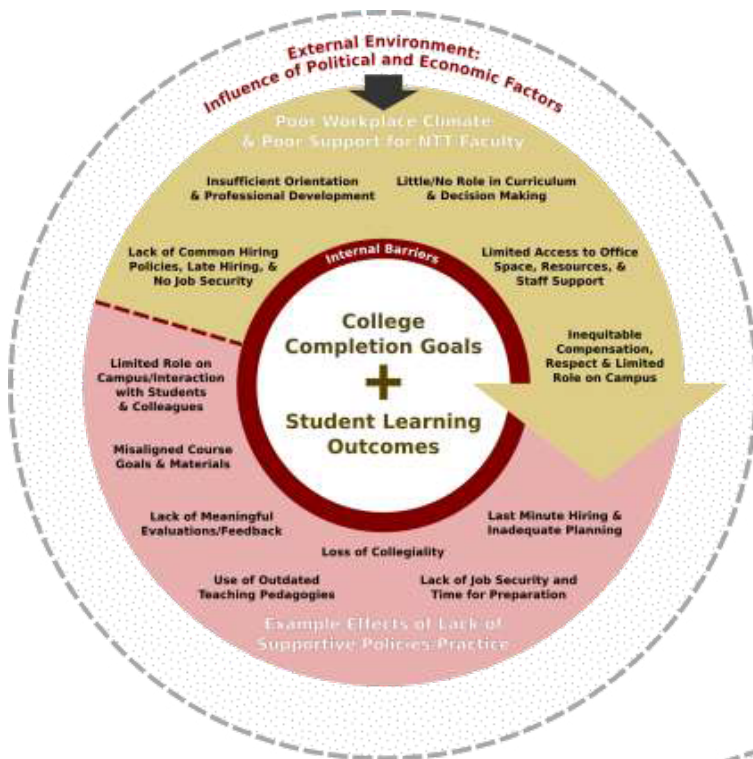 External Environment:
Influence of Political and Economic Factors
Poor Workplace Climate
& Poor Support for NTT Faculty
Insufficient Orientation
& Professional Development
Little/No Role in Curriculum
& Decision Making
Lack of Common Hiring
Policies, Late Hiring, &
No Job Security
Internal Barriers
Limited Access to Office
Space, Resources, &
Staff Support
College
Completion Goals
+
Student Learning
Outcomes
Inequitable
Compensation,
Respect & Limited
Role on Campus
Limited Role on
Campus/Interaction
with Students
& Colleagues
Misaligned Course
Goals & Materials
Lack of Meaningful
Evaluations/Feedback
Last Minute Hiring &
Inadequate Planning
Loss of Collegiality
Use of Outdated
Teaching Pedagogies
Lack of Job Security and
Time for Preparation
Example Effects of Lack of
Supportive Policies/Practice